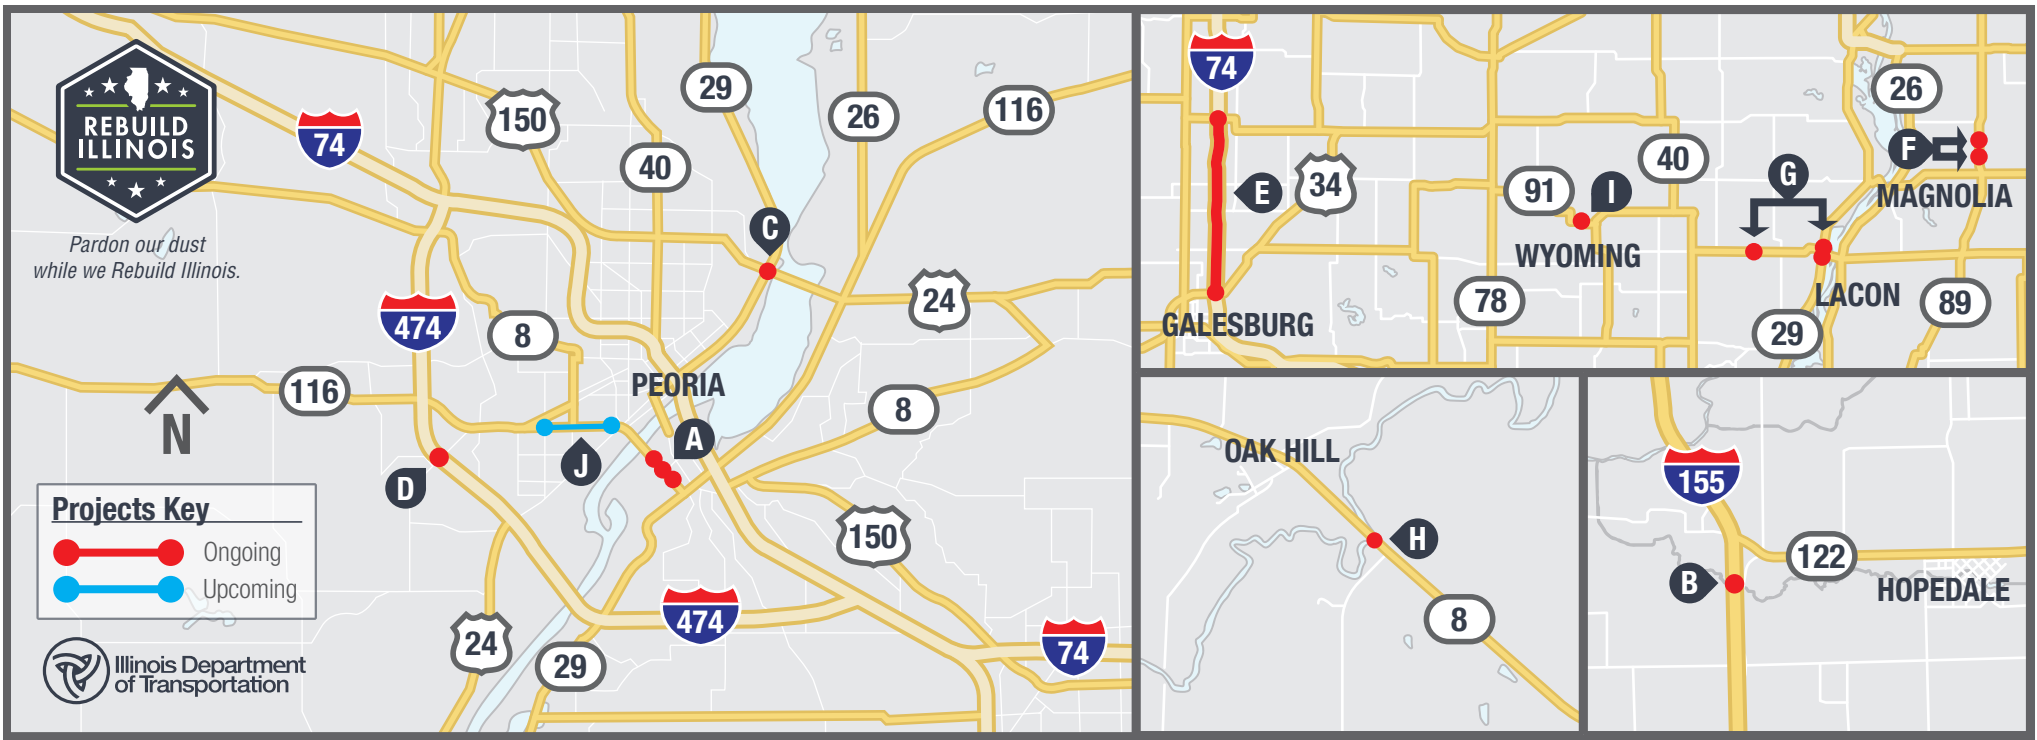 REBUILD
ILLINOIS
Pardon our dust
while we Rebuild Illinois.
74
150
29
26
116
40
C
24
474
8
116
N
PEORIA
8
A
J
D
Projects Key
Ongoing
Upcoming
150
474
24
29
74
Illinois Department
of Transportation
74
26
F
40
G
34
E
91
I
MAGNOLIA
WYOMING
78
LACON
89
GALESBURG
29
OAK HILL
H
8
155
122
B
HOPEDALE